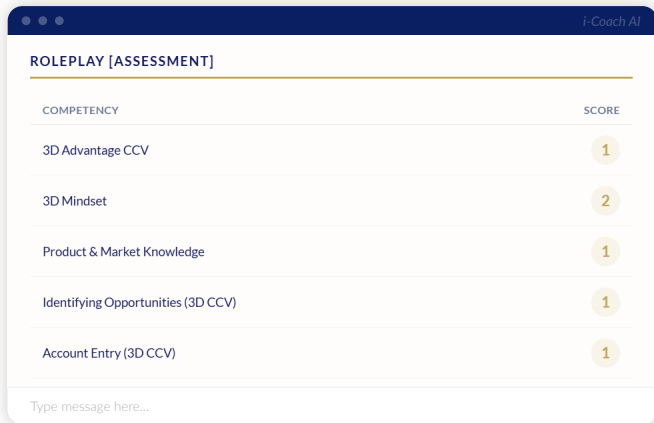 i-Coach AI
ROLEPLAY [ASSESSMENT]
COMPETENCY SCORE
3D Advantage CCV 1
3D Mindset 2
Product & Market Knowledge 1
Identifying Opportunities (3D CCV) 1
Account Entry (3D CCV) 1
Type message here...